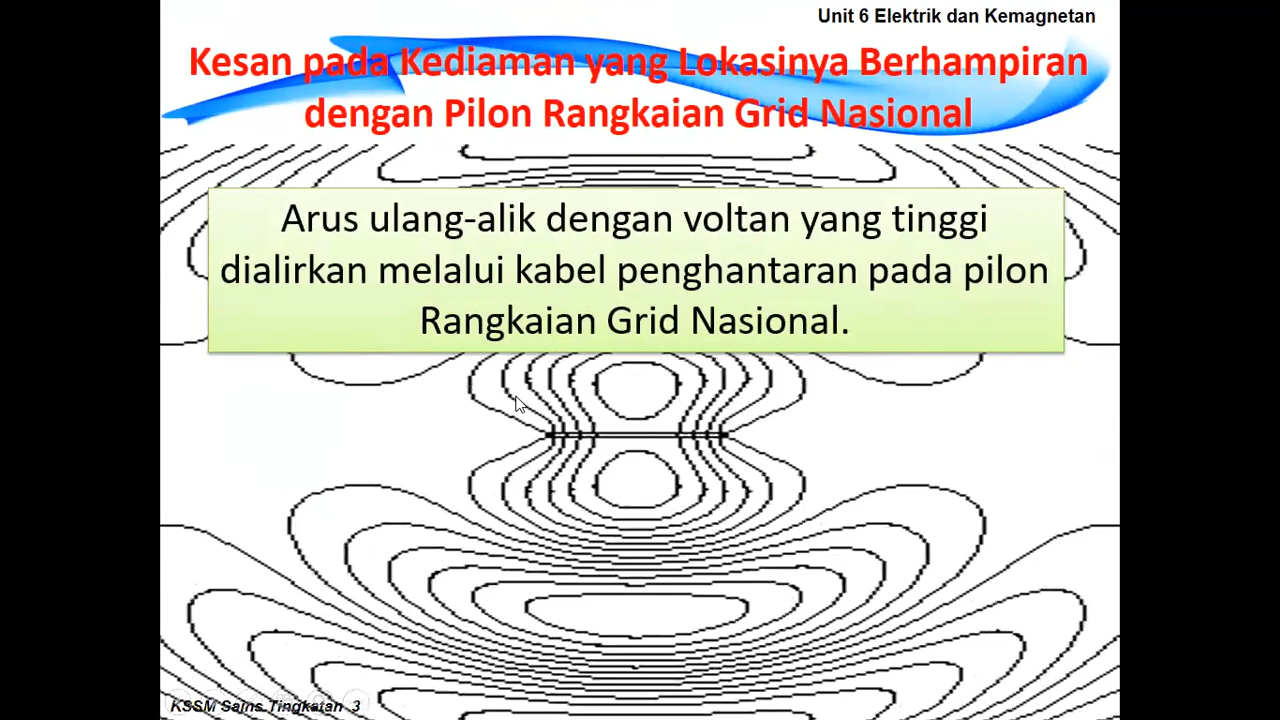 Unit 6 Elektrik dan Kemagnetan
Kesan pada Kediaman yang Lokasinya Berhampiran
dengan Pilon Rangkaian Grid Nasional
Arus ulang-alik dengan voltan yang tinggi
dialirkan melalui kabel penghantaran pada pilon
Rangkaian Grid Nasional.
KSSM Sains Tingkatan 3